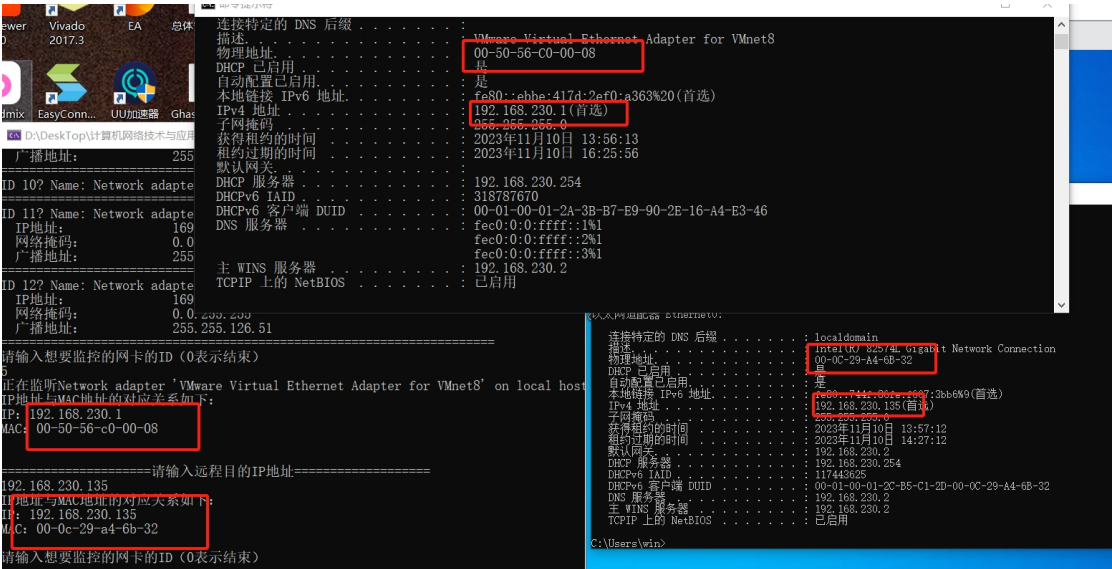 ewer
Vivado
2017.3
EA
总体
dmix
EasyConn...
UU加速器
Ghas
命令提示符
连接特定的 DNS 后缀 . . . . . . . :
描述. . . . . . . . . . . . . . . : VMware Virtual Ethernet Adapter for VMnet8
物理地址. . . . . . . . . . . . . : 00-50-56-C0-00-08
DHCP 已启用 . . . . . . . . . . . : 是
自动配置已启用. . . . . . . . . . : 是
本地链接 IPv6 地址. . . . . . . . : fe80::ebbe:417d:2ef0:a363%20(首选)
IPv4 地址 . . . . . . . . . . . . : 192.168.230.1(首选)
子网掩码 . . . . . . . . . . . . : 255.255.255.0
获得租约的时间 . . . . . . . . . : 2023年11月10日 13:56:13
租约过期的时间 . . . . . . . . . : 2023年11月10日 16:25:56
默认网关. . . . . . . . . . . . . :
DHCP 服务器 . . . . . . . . . . . : 192.168.230.254
DHCPv6 IAID . . . . . . . . . . . : 318787670
DHCPv6 客户端 DUID . . . . . . . : 00-01-00-01-2A-3B-B7-E9-90-2E-16-A4-E3-46
DNS 服务器 . . . . . . . . . . . : fec0:0:0:ffff::1%1
fec0:0:0:ffff::2%1
fec0:0:0:ffff::3%1
主 WINS 服务器 . . . . . . . . . : 192.168.230.2
TCPIP 上的 NetBIOS . . . . . . . : 已启用
D:\DeskTop\计算机网络技术与应用
广播地址: 255
ID 10? Name: Network adapte
ID 11? Name: Network adapte
IP地址: 169
网络掩码: 0.0
广播地址: 255
ID 12? Name: Network adapte
IP地址: 169
网络掩码: 0.0.255.255
广播地址: 255.255.126.51
请输入想要监控的网卡的ID（0表示结束）
5
正在监听Network adapter 'VMware Virtual Ethernet Adapter for VMnet8' on local host
IP地址与MAC地址的对应关系如下:
IP: 192.168.230.1
MAC: 00-50-56-c0-00-08
=====================请输入远程目的IP地址===================
192.168.230.135
IP地址与MAC地址的对应关系如下:
IP: 192.168.230.135
MAC: 00-0c-29-a4-6b-32
请输入想要监控的网卡的ID（0表示结束）
以太网适配器 Ethernet0:
连接特定的 DNS 后缀 . . . . . . . : localdomain
描述. . . . . . . . . . . . . . . : Intel(R) 82574L Gigabit Network Connection
物理地址. . . . . . . . . . . . . : 00-0C-29-A4-6B-32
DHCP 已启用 . . . . . . . . . . . : 是
自动配置已启用. . . . . . . . . . : 是
本地链接 IPv6 地址. . . . . . . . :
IPv4 地址 . . . . . . . . . . . . : 192.168.230.135(首选)
子网掩码 . . . . . . . . . . . . : 255.255.255.0
获得租约的时间 . . . . . . . . . : 2023年11月10日 13:57:12
租约过期的时间 . . . . . . . . . : 2023年11月10日 14:27:12
默认网关. . . . . . . . . . . . . : 192.168.230.2
DHCP 服务器 . . . . . . . . . . . : 192.168.230.254
DHCPv6 IAID . . . . . . . . . . . : 117443625
DHCPv6 客户端 DUID . . . . . . . : 00-01-00-01-2C-B5-C1-2D-00-0C-29-A4-6B-32
DNS 服务器 . . . . . . . . . . . : 192.168.230.2
主 WINS 服务器 . . . . . . . . . : 192.168.230.2
TCPIP 上的 NetBIOS . . . . . . . : 已启用
C:\Users\win>